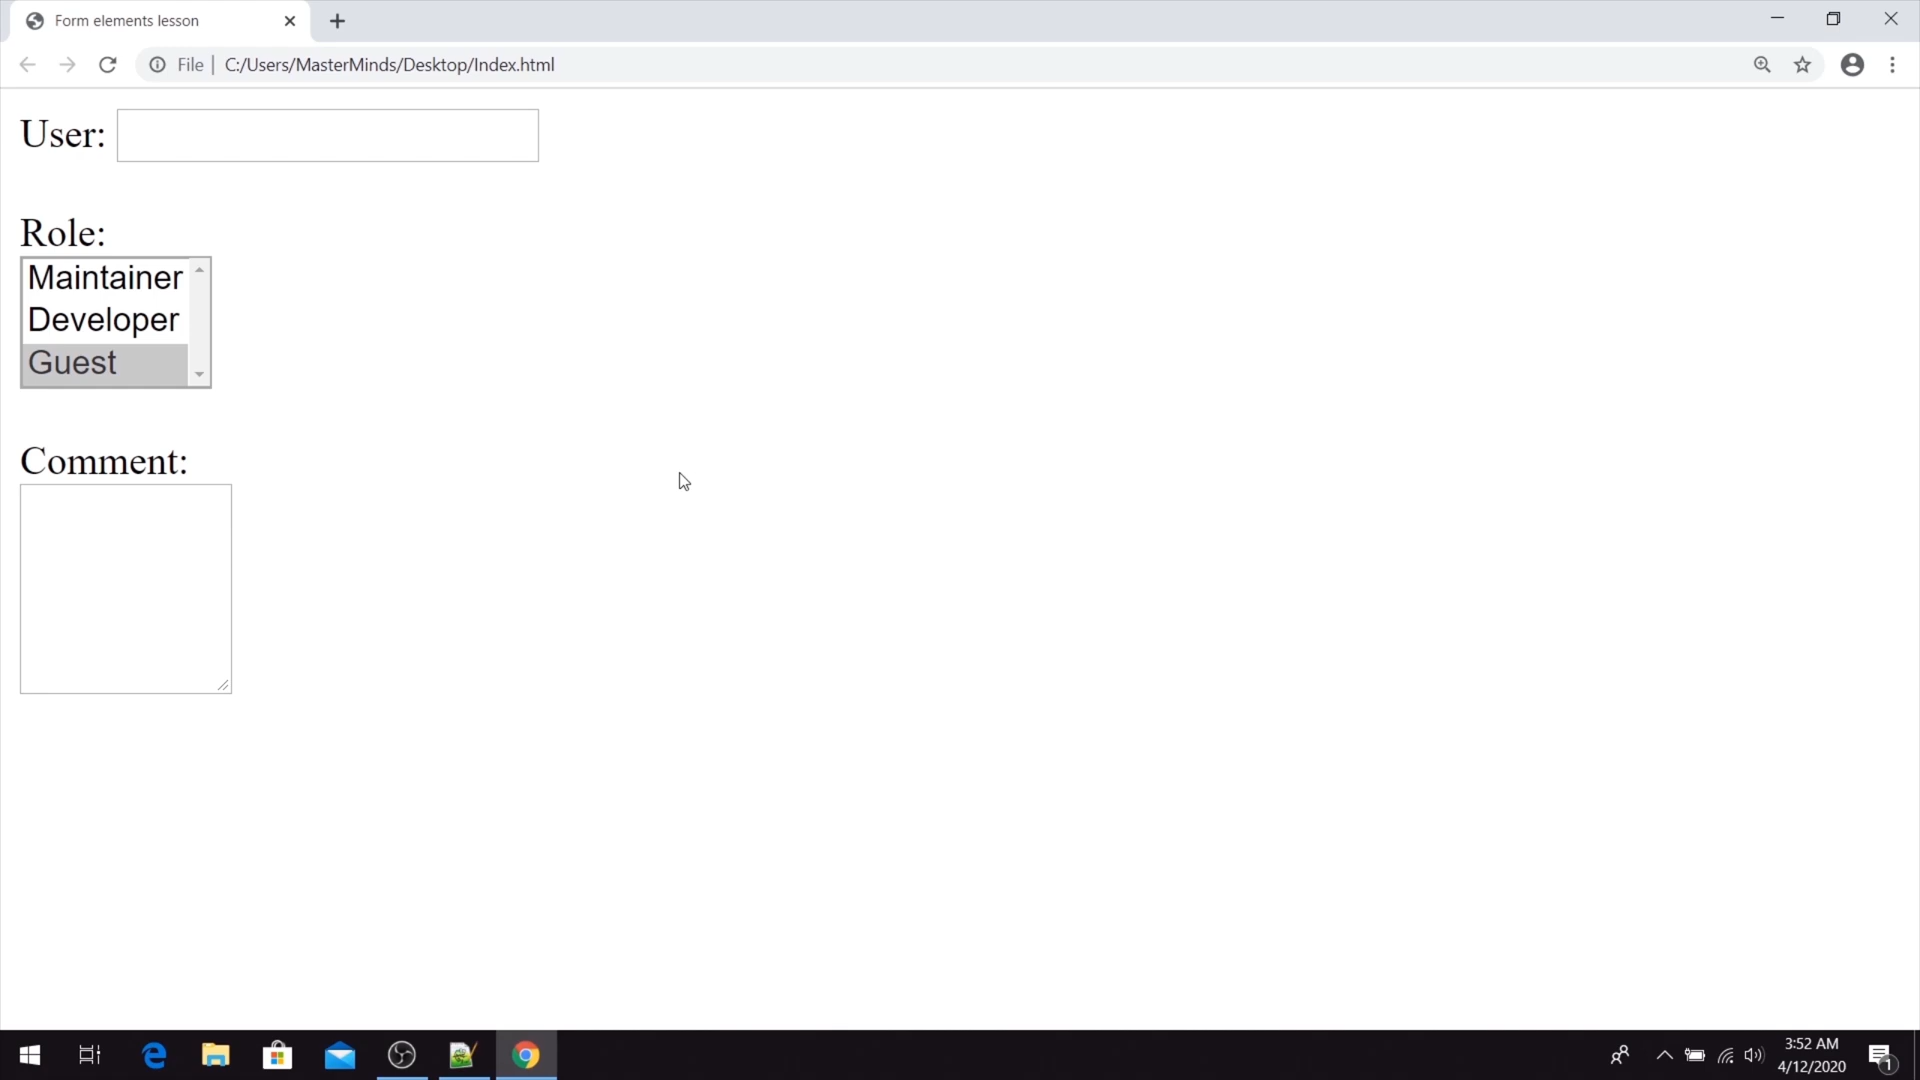 Form elements lesson
File | C:/Users/MasterMinds/Desktop/Index.html
User:
Role:
Maintainer
Developer
Guest
Comment:
3:52 AM
4/12/2020
1